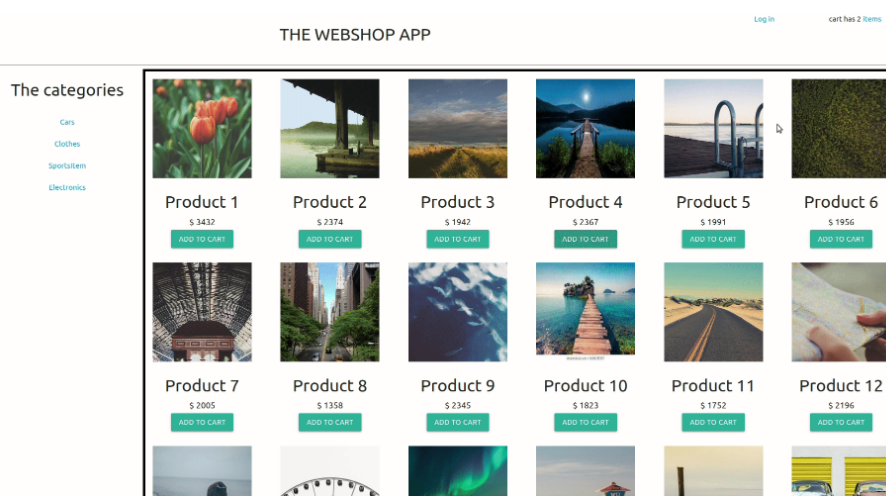 Log in
cart has 2 items
THE WEBSHOP APP
The categories
Cars
Clothes
SportsItem
Electronics
Product 1
Product 2
Product 3
Product 4
Product 5
Product 6
$ 3432
$ 2374
$ 1942
$ 2367
$ 1991
$ 1956
ADD TO CART
ADD TO CART
ADD TO CART
ADD TO CART
ADD TO CART
ADD TO CART
Product 7
Product 8
Product 9
Product 10
Product 11
Product 12
$ 2005
$ 1358
$ 2345
$ 1823
$ 1752
$ 2196
ADD TO CART
ADD TO CART
ADD TO CART
ADD TO CART
ADD TO CART
ADD TO CART